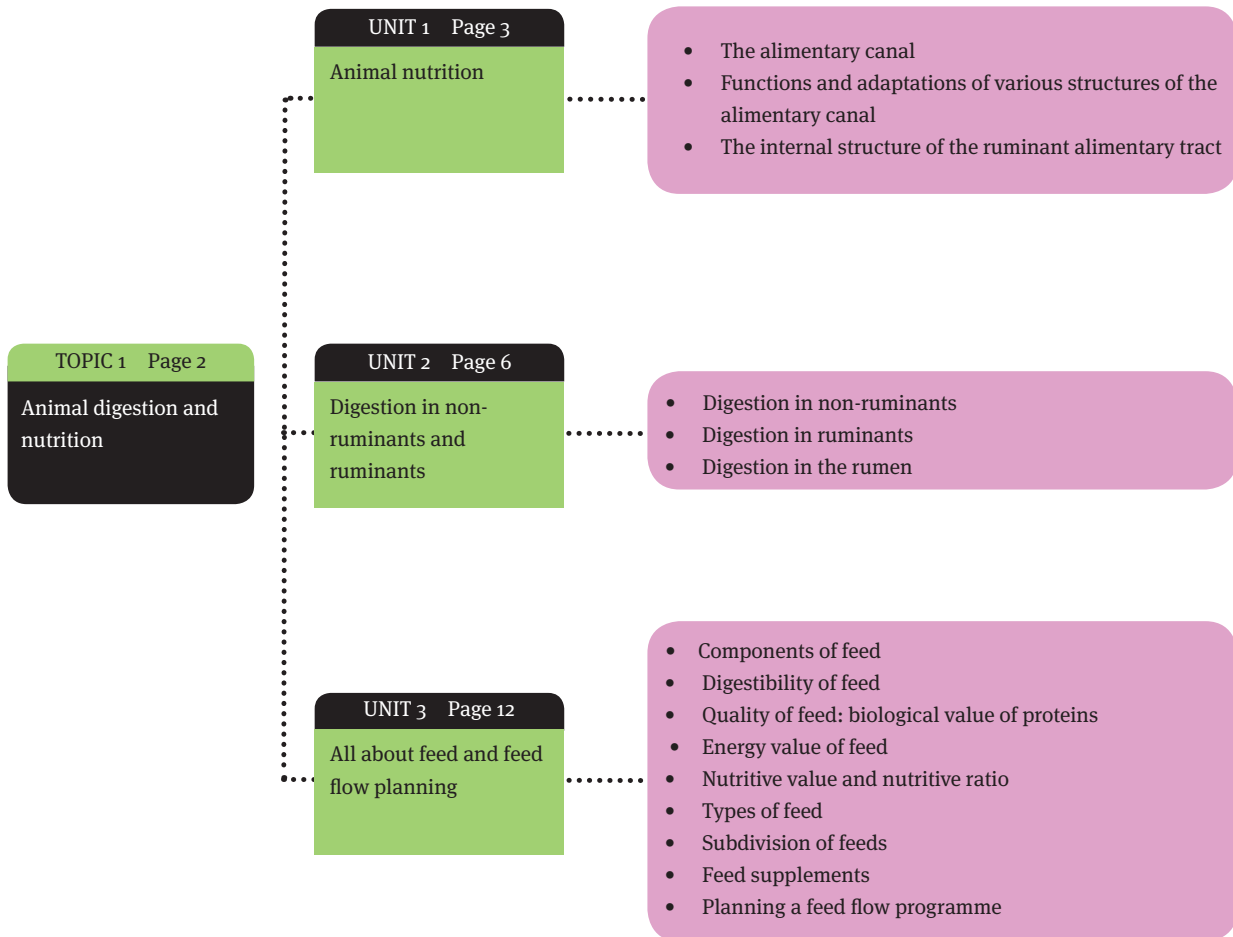 TOPIC 1 Page 2
Animal digestion and
nutrition
UNIT 1 Page 3
Animal nutrition
• The alimentary canal
• Functions and adaptations of various structures of the
alimentary canal
• The internal structure of the ruminant alimentary tract
UNIT 2 Page 6
Digestion in non-
ruminants and
ruminants
• Digestion in non-ruminants
• Digestion in ruminants
• Digestion in the rumen
UNIT 3 Page 12
All about feed and feed
flow planning
• Components of feed
• Digestibility of feed
• Quality of feed: biological value of proteins
• Energy value of feed
• Nutritive value and nutritive ratio
• Types of feed
• Subdivision of feeds
• Feed supplements
• Planning a feed flow programme